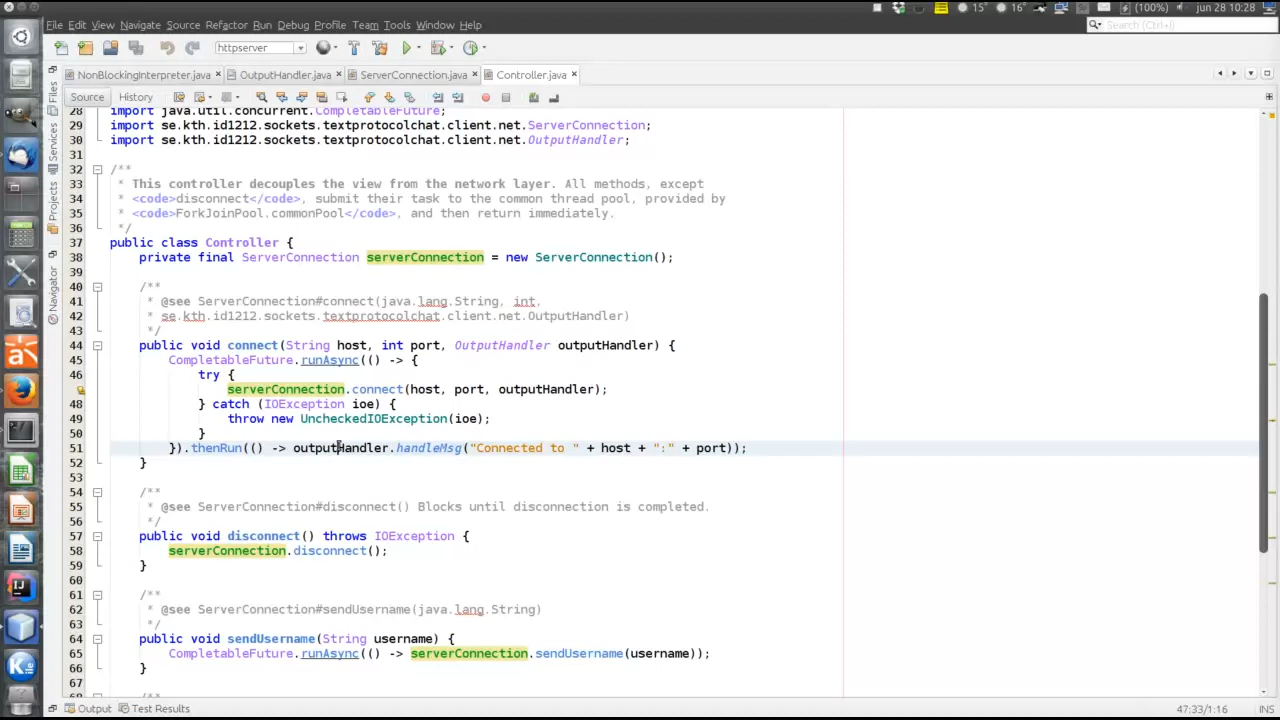 File Edit View Navigate Source Refactor Run Debug Profile Team Tools Window Help
15° 16° (100%) jun 28 10:28
Search (Ctrl+I)
httpserver
NonBlockingInterpreter.java OutputHandler.java ServerConnection.java Controller.java
Source History
Files
Services
Projects
Navigator
28 import java.util.concurrent.CompletableFuture;
29 import se.kth.id1212.sockets.textprotocolchat.client.net.ServerConnection;
30 import se.kth.id1212.sockets.textprotocolchat.client.net.OutputHandler;
31
32 /**
33 * This controller decouples the view from the network layer. All methods, except
34 * <code>disconnect</code>, submit their task to the common thread pool, provided by
35 * <code>ForkJoinPool.commonPool</code>, and then return immediately.
36 */
37 public class Controller {
38 private final ServerConnection serverConnection = new ServerConnection();
39
40 /**
41 * @see ServerConnection#connect(java.lang.String, int,
42 * se.kth.id1212.sockets.textprotocolchat.client.net.OutputHandler)
43 */
44 public void connect(String host, int port, OutputHandler outputHandler) {
45 CompletableFuture.runAsync(() -> {
46 try {
serverConnection.connect(host, port, outputHandler);
48 } catch (IOException ioe) {
49 throw new UncheckedIOException(ioe);
50 }
51 }).thenRun(() -> outputHandler.handleMsg("Connected to " + host + ":" + port));
52 }
53
54 /**
55 * @see ServerConnection#disconnect() Blocks until disconnection is completed.
56 */
57 public void disconnect() throws IOException {
58 serverConnection.disconnect();
59 }
60
61 /**
62 * @see ServerConnection#sendUsername(java.lang.String)
63 */
64 public void sendUsername(String username) {
65 CompletableFuture.runAsync(() -> serverConnection.sendUsername(username));
66 }
67
68 /**
Output Test Results
47:33/1:16 INS